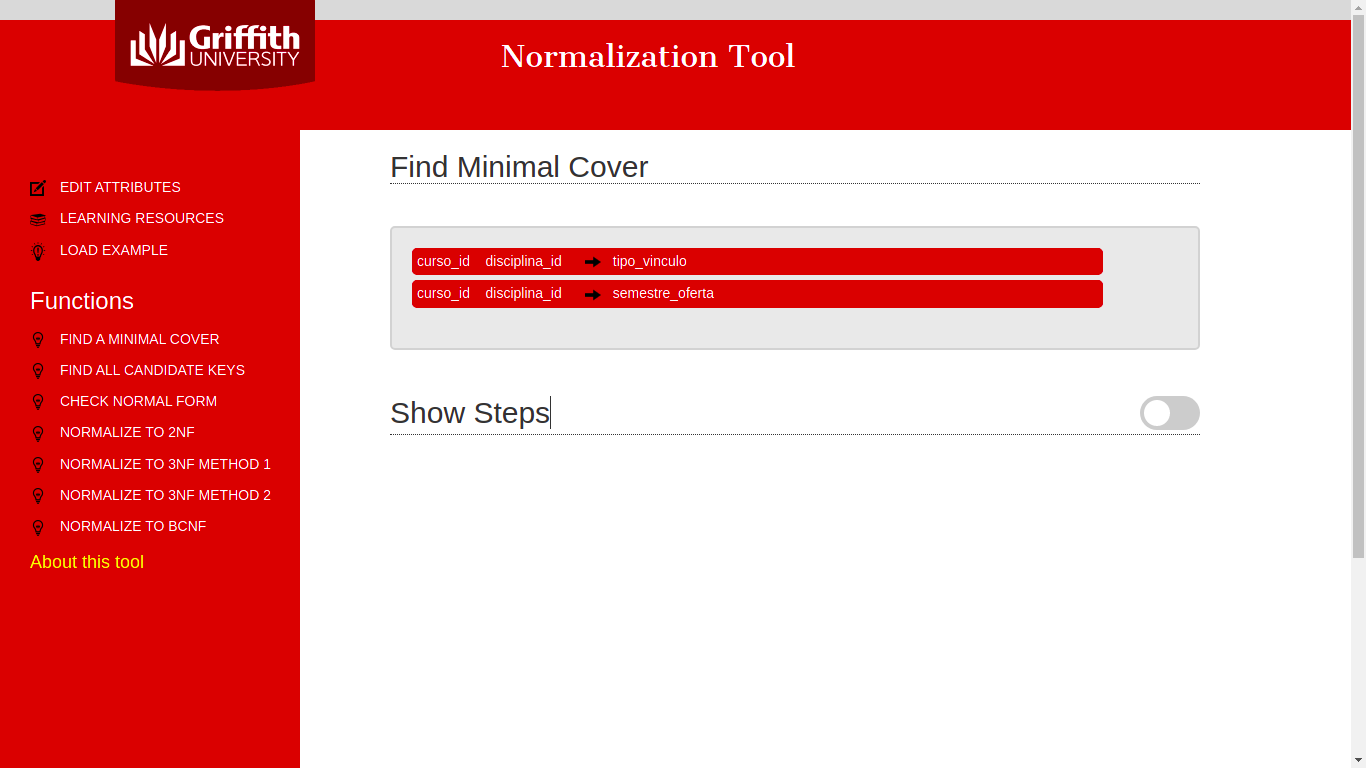 Griffith
UNIVERSITY
Normalization Tool
EDIT ATTRIBUTES
LEARNING RESOURCES
LOAD EXAMPLE
Functions
FIND A MINIMAL COVER
FIND ALL CANDIDATE KEYS
CHECK NORMAL FORM
NORMALIZE TO 2NF
NORMALIZE TO 3NF METHOD 1
NORMALIZE TO 3NF METHOD 2
NORMALIZE TO BCNF
About this tool
Find Minimal Cover
curso_id disciplina_id → tipo_vinculo
curso_id disciplina_id → semestre_oferta
Show Steps